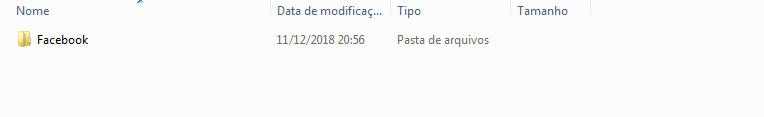 Nome Data de modificaç... Tipo Tamanho
Facebook 11/12/2018 20:56 Pasta de arquivos